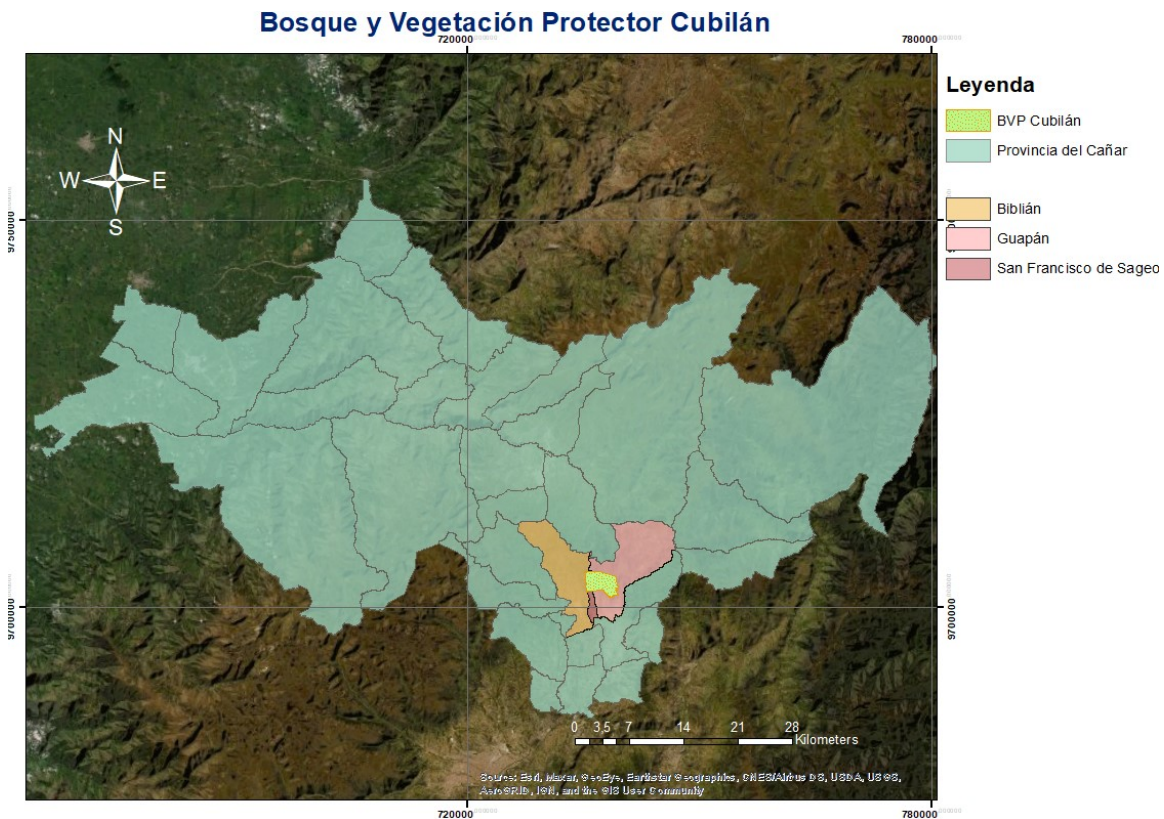 Bosque y Vegetación Protector Cubilán
720000
780000
Leyenda
BVP Cubilán
Provincia del Cañar
Biblián
Guapán
San Francisco de Sageo
N
W E
S
9750000
9700000
9700000
0 3,5 7 14 21 28
Kilometers
Source: Esri, Maxar, GeoEye, Earthstar Geographics, CNES/Airbus DS, USDA, USGS,
AeroGRID, IGN, and the GIS User Community
720000
780000